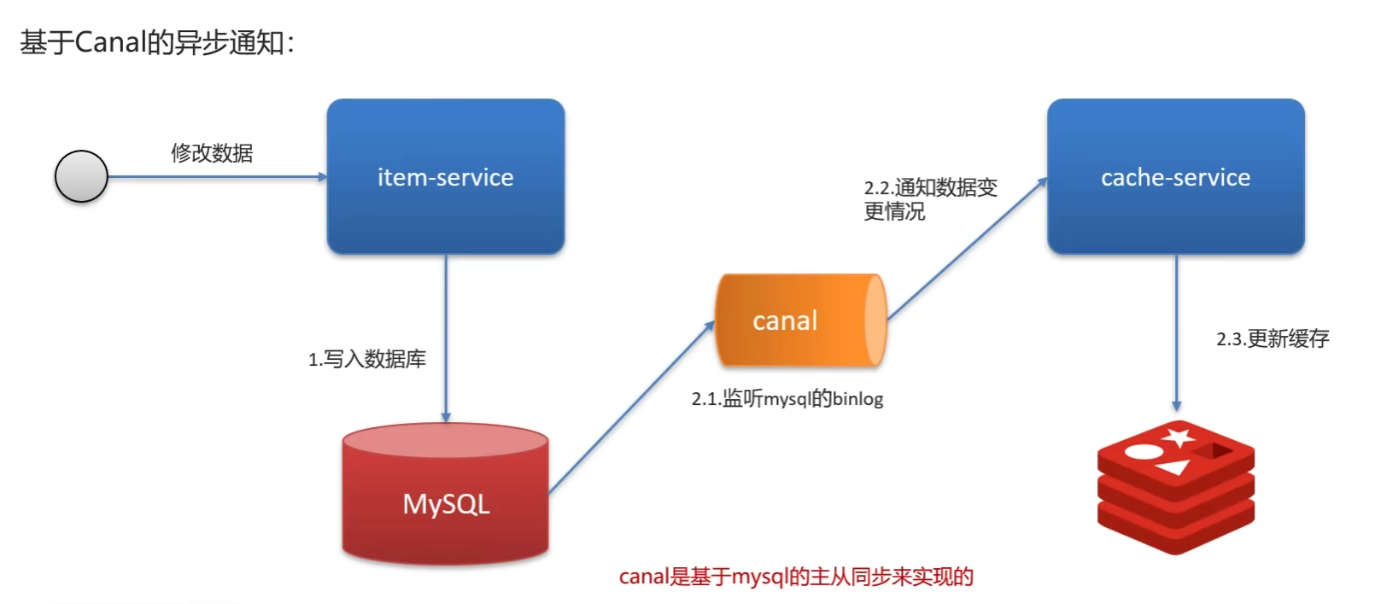 基于Canal的异步通知：
修改数据
item-service
cache-service
2.2.通知数据变
更情况
canal
1.写入数据库
2.3.更新缓存
2.1.监听mysql的binlog
MySQL
canal是基于mysql的主从同步来实现的